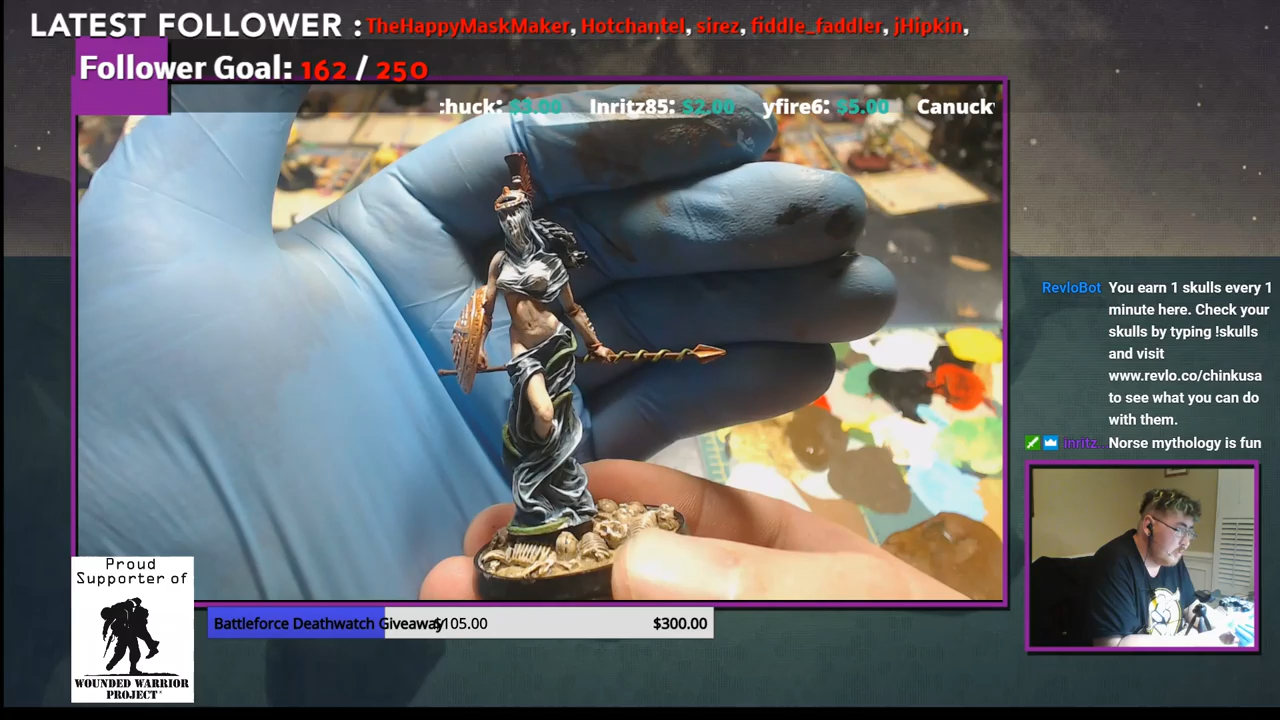 LATEST FOLLOWER : TheHappyMaskMaker, Hotchantel, sirez, fiddle_faddler, jHipkin,
Follower Goal: 162 / 250
:huck: $3.00 Inritz85: $2.00 yfire6: $5.00 Canuck
RevloBot You earn 1 skulls every 1
minute here. Check your
skulls by typing !skulls
and visit
www.revlo.co/chinkusa
to see what you can do
with them.
inritz.. Norse mythology is fun
Proud
Supporter of
WOUNDED WARRIOR
PROJECT
Battleforce Deathwatch Giveaway $105.00 $300.00